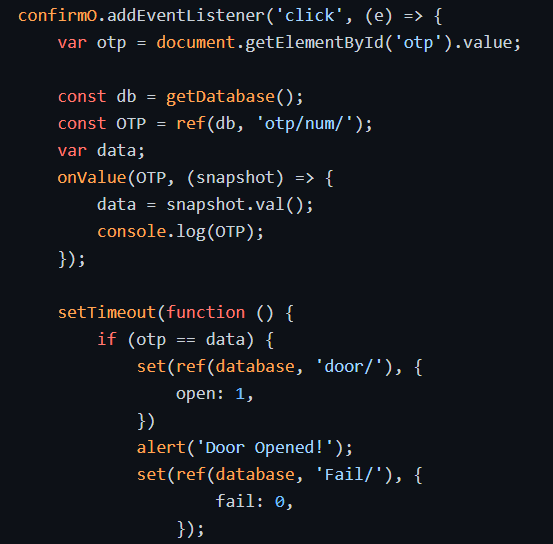 confirmO.addEventListener('click', (e) => {
    var otp = document.getElementById('otp').value;

    const db = getDatabase();
    const OTP = ref(db, 'otp/num/');
    var data;
    onValue(OTP, (snapshot) => {
        data = snapshot.val();
        console.log(OTP);
    });

    setTimeout(function () {
        if (otp == data) {
            set(ref(database, 'door/'), {
                open: 1,
            })
            alert('Door Opened!');
            set(ref(database, 'Fail/'), {
                    fail: 0,
                });